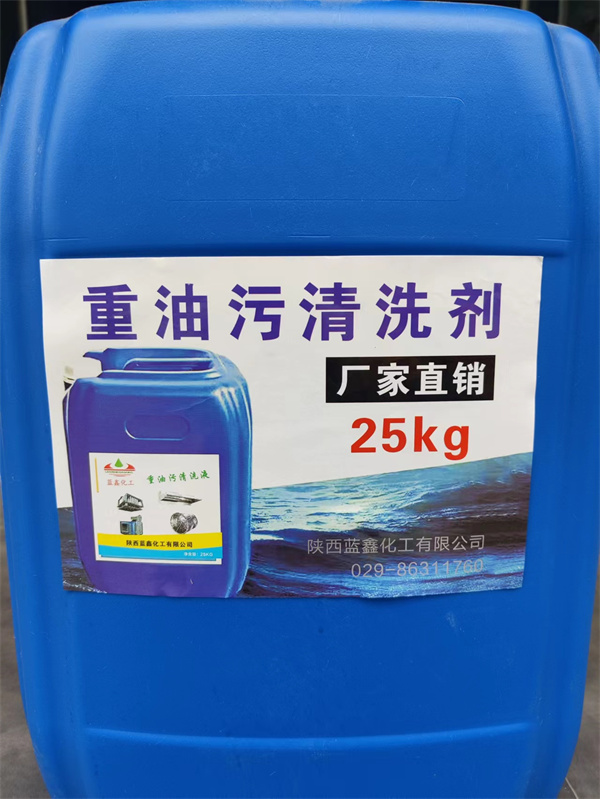 重油污清洗剂
厂家直销
25kg
蓝鑫化工
重油污清洗液
陕西蓝鑫化工有限公司
25KG
陕西蓝鑫化工有限公司
029-86311760